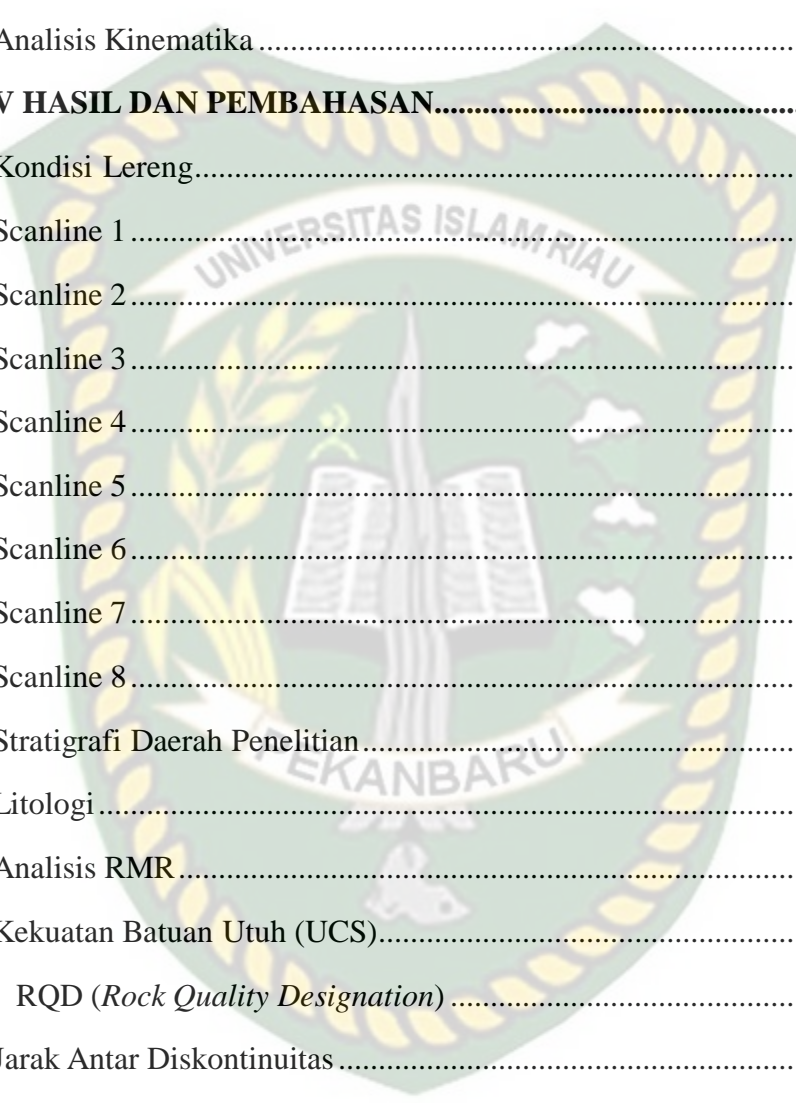 Analisis Kinematika ....................................................................................
V HASIL DAN PEMBAHASAN..........................................................
Kondisi Lereng...............................................................................................
UNIVERSITAS ISLAM RIAU
Scanline 1 .......................................................................................................
Scanline 2 .......................................................................................................
Scanline 3 .......................................................................................................
Scanline 4 .......................................................................................................
Scanline 5 .......................................................................................................
Scanline 6 .......................................................................................................
Scanline 7 .......................................................................................................
Scanline 8 .......................................................................................................
Stratigrafi Daerah Penelitian ....................................................................
PEKANBARU
Litologi ............................................................................................................
Analisis RMR.................................................................................................
Kekuatan Batuan Utuh (UCS)..................................................................
RQD (Rock Quality Designation) ......................................................
Jarak Antar Diskontinuitas ........................................................................